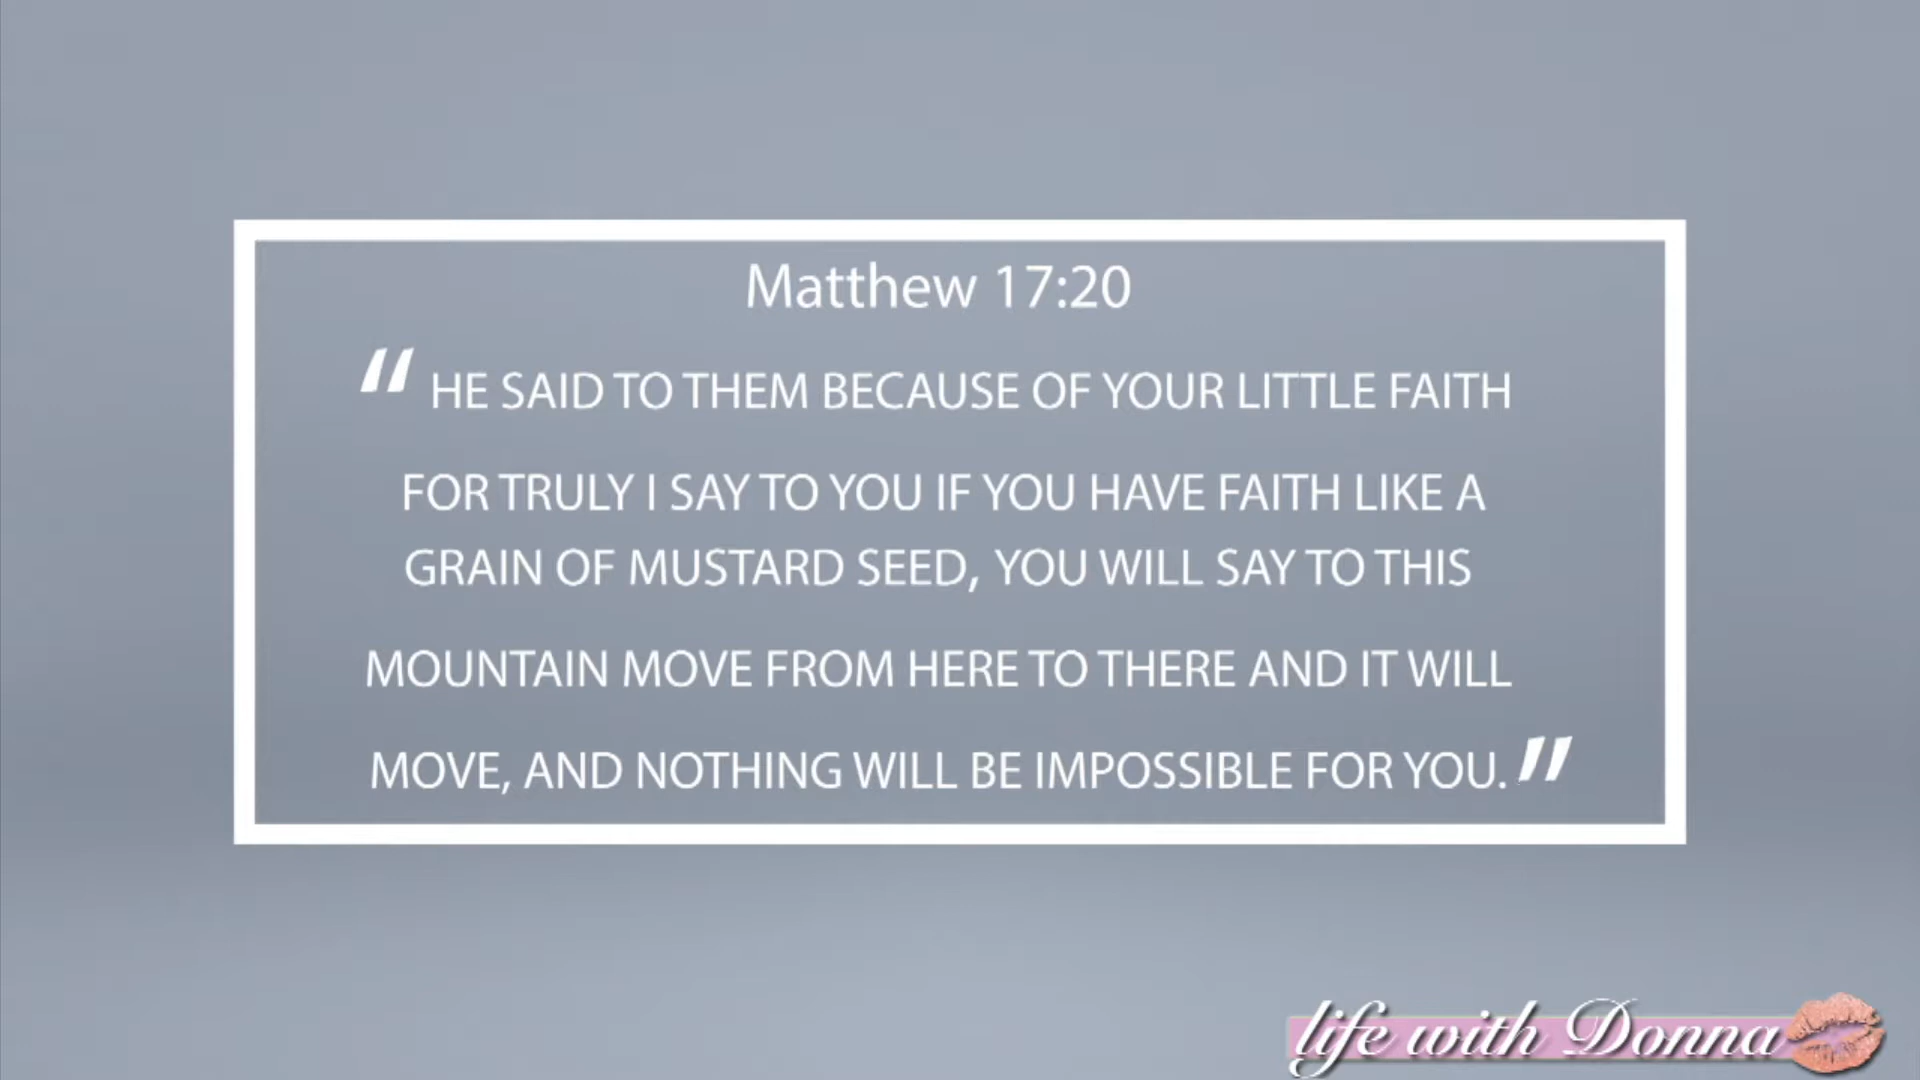 Matthew 17:20
" HE SAID TO THEM BECAUSE OF YOUR LITTLE FAITH
FOR TRULY I SAY TO YOU IF YOU HAVE FAITH LIKE A
GRAIN OF MUSTARD SEED, YOU WILL SAY TO THIS
MOUNTAIN MOVE FROM HERE TO THERE AND IT WILL
MOVE, AND NOTHING WILL BE IMPOSSIBLE FOR YOU. "
life with Donna